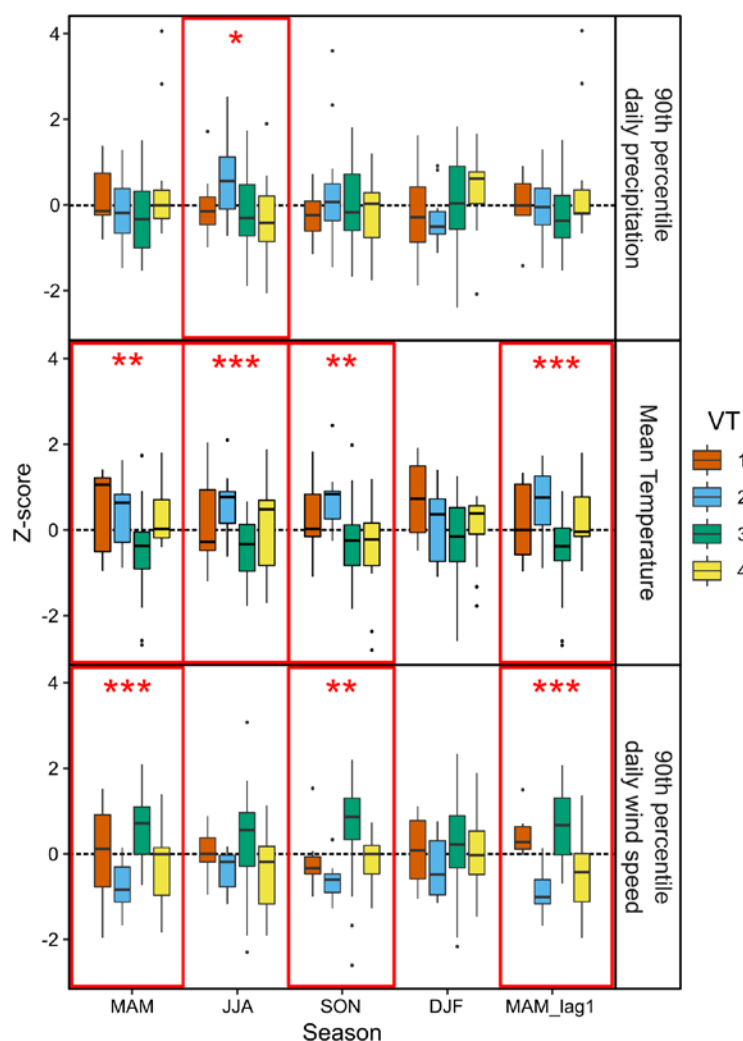 4
2
0
-2
*
90th percentile
daily precipitation
4
2
0
-2
**
***
**
***
Mean Temperature
4
2
0
-2
***
**
***
90th percentile
daily wind speed
Z-score
MAM
JJA
SON
DJF
MAM_lag1
Season
VT
1
2
3
4